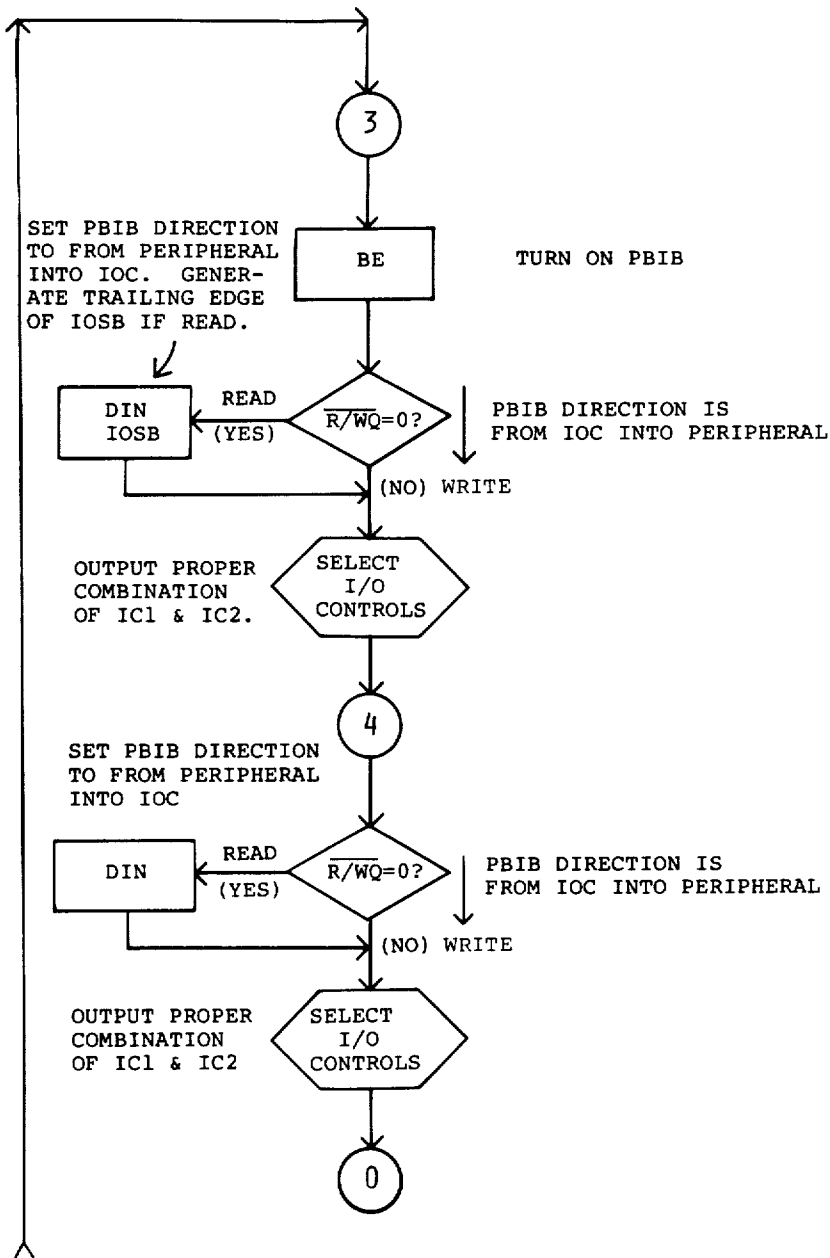 3
SET PBIB DIRECTION
TO FROM PERIPHERAL
INTO IOC. GENER-
ATE TRAILING EDGE
OF IOSB IF READ.
BE
TURN ON PBIB
DIN
IOSB
READ
(YES)
R/WQ=0?
PBIB DIRECTION IS
FROM IOC INTO PERIPHERAL
(NO) WRITE
OUTPUT PROPER
COMBINATION
OF IC1 & IC2.
SELECT
I/O
CONTROLS
4
SET PBIB DIRECTION
TO FROM PERIPHERAL
INTO IOC
DIN
READ
(YES)
R/WQ=0?
PBIB DIRECTION IS
FROM IOC INTO PERIPHERAL
(NO) WRITE
OUTPUT PROPER
COMBINATION
OF IC1 & IC2
SELECT
I/O
CONTROLS
0